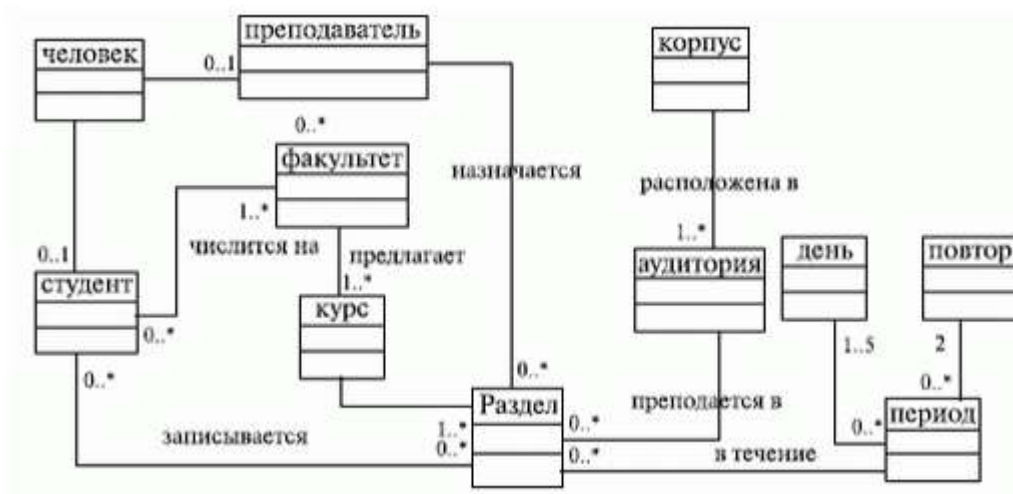 преподаватель
корпус
человек
0..1
0..*
факультет
назначается
расположена в
1..*
числится на
1..*
0..1
предлагает
аудитория
день
повтор
студент
1..*
курс
0..*
1..5
2
0..*
0..*
0..*
Раздел
преподается в
период
записывается
1..*
0..*
0..*
0..*
0..*
в течение